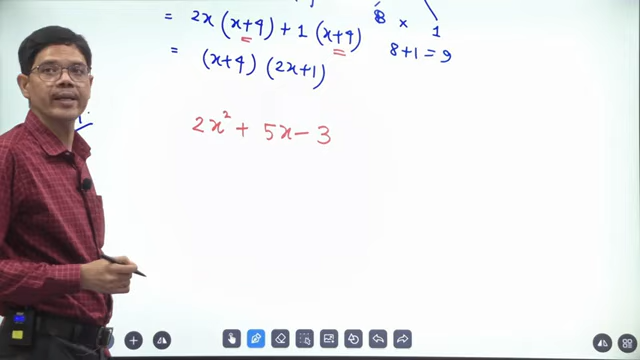 = 2x (x+4) + 1 (x+4)
8 × 1
= (x+4) (2x+1)
8+1 = 9
2x² + 5x - 3